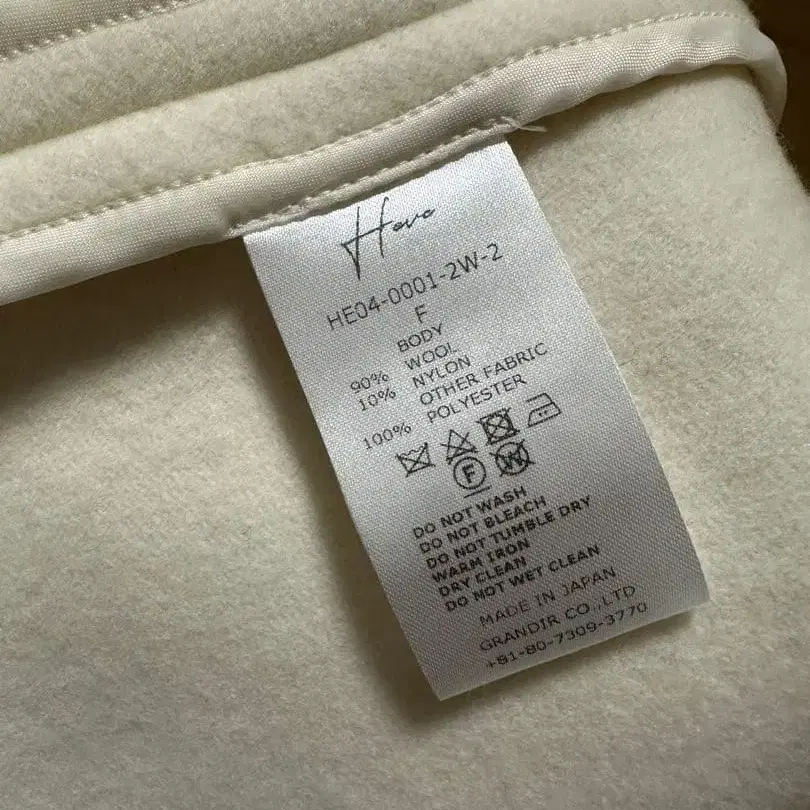 Heve
HE04-0001-2W-2
F
BODY
90% WOOL
10% NYLON
OTHER FABRIC
100% POLYESTER
F
W
DO NOT WASH
DO NOT BLEACH
DO NOT TUMBLE DRY
WARM IRON
DRY CLEAN
DO NOT WET CLEAN
MADE IN JAPAN
GRANDIR CO.,LTD
+81-80-7309-3770